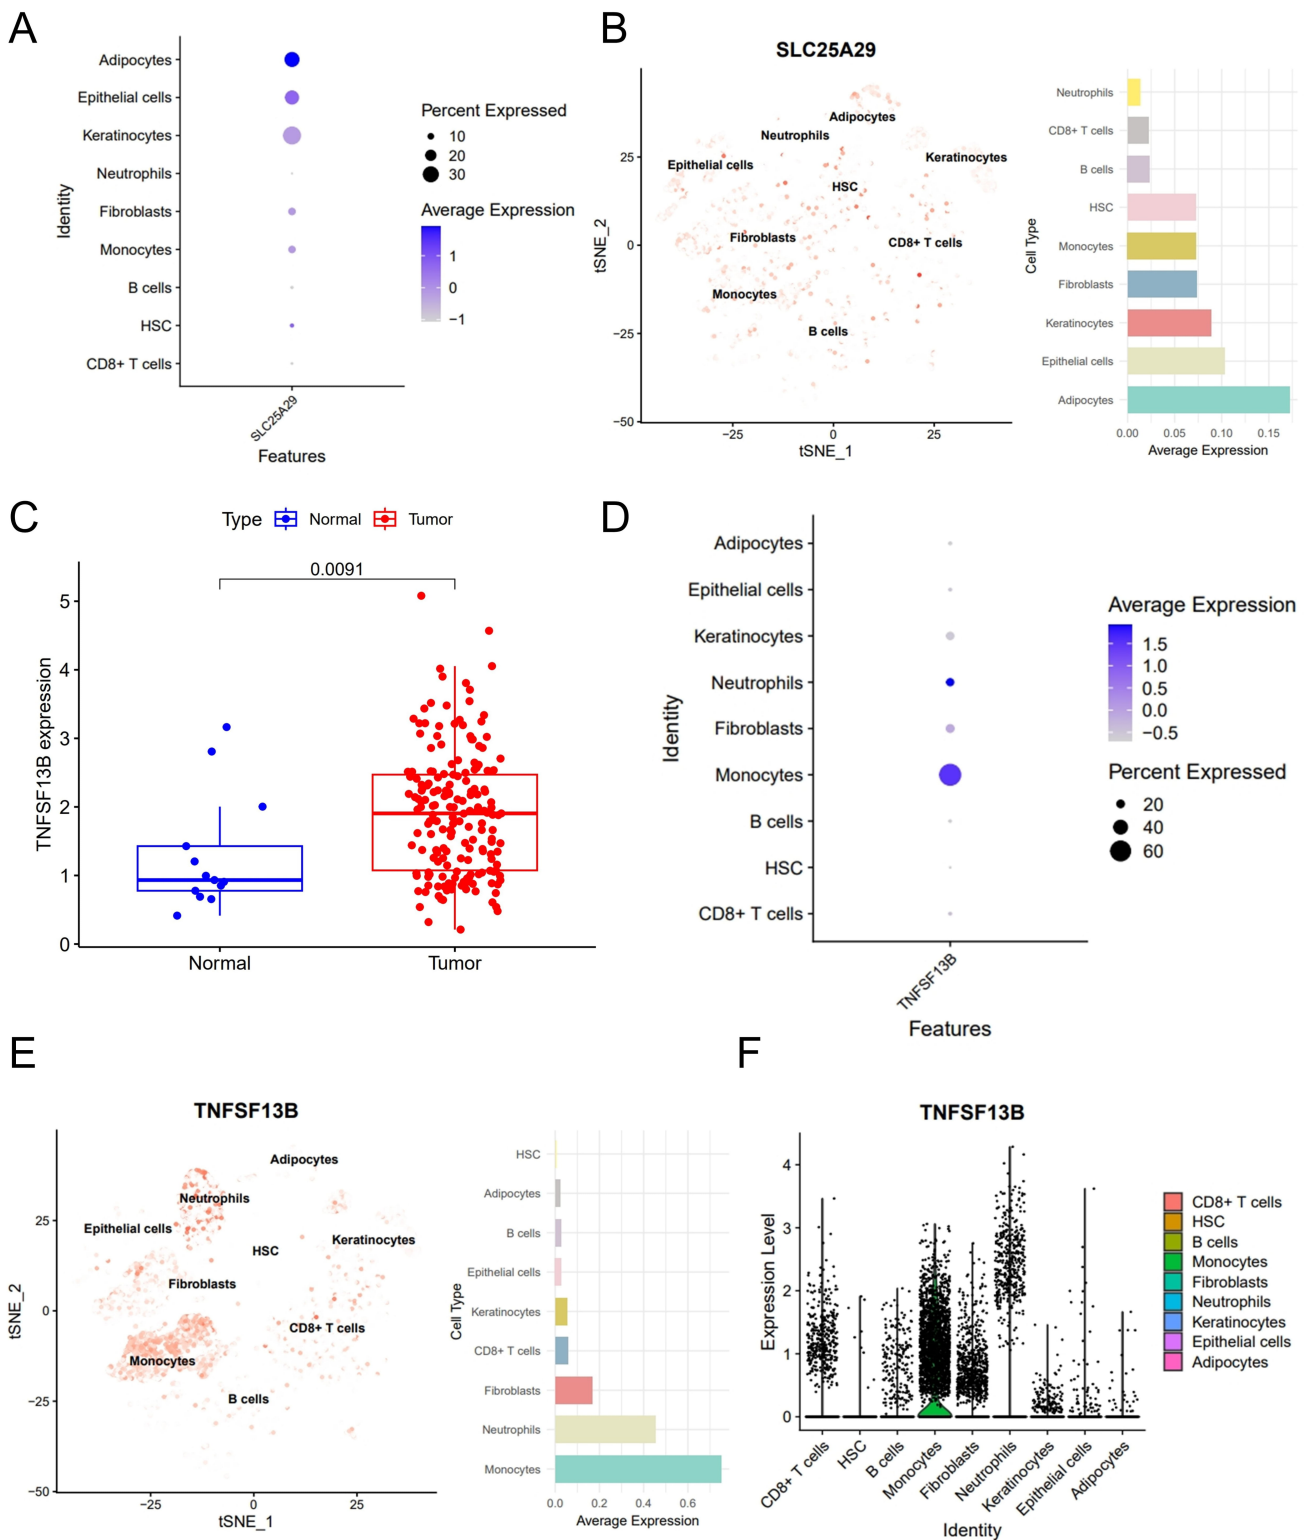 A
Adipocytes
Epithelial cells
Keratinocytes
Neutrophils
Fibroblasts
Monocytes
B cells
HSC
CD8+ T cells
Identity
SLC25A29
Features
Percent Expressed
10
20
30
Average Expression
1
0
−1
B
SLC25A29
25
0
−25
−50
tSNE_2
Adipocytes
Neutrophils
Keratinocytes
Epithelial cells
HSC
Fibroblasts
CD8+ T cells
Monocytes
B cells
−25
0
25
tSNE_1
Neutrophils
CD8+ T cells
B cells
HSC
Monocytes
Fibroblasts
Keratinocytes
Epithelial cells
Adipocytes
Cell Type
0.00
0.05
0.10
0.15
Average Expression
C
Type Normal Tumor
0.0091
5
4
3
2
1
0
TNFSF13B expression
Normal
Tumor
D
Adipocytes
Epithelial cells
Keratinocytes
Neutrophils
Fibroblasts
Monocytes
B cells
HSC
CD8+ T cells
Identity
TNFSF13B
Features
Average Expression
1.5
1.0
0.5
0.0
−0.5
Percent Expressed
20
40
60
E
TNFSF13B
25
0
−25
−50
tSNE_2
Adipocytes
Neutrophils
Epithelial cells
Keratinocytes
HSC
Fibroblasts
CD8+ T cells
Monocytes
B cells
−25
0
25
tSNE_1
HSC
Adipocytes
B cells
Epithelial cells
Keratinocytes
CD8+ T cells
Fibroblasts
Neutrophils
Monocytes
Cell Type
0.0
0.2
0.4
0.6
Average Expression
F
TNFSF13B
4
3
2
1
0
Expression Level
CD8+ T cells
HSC
B cells
Monocytes
Fibroblasts
Neutrophils
Keratinocytes
Epithelial cells
Adipocytes
Identity
CD8+ T cells
HSC
B cells
Monocytes
Fibroblasts
Neutrophils
Keratinocytes
Epithelial cells
Adipocytes